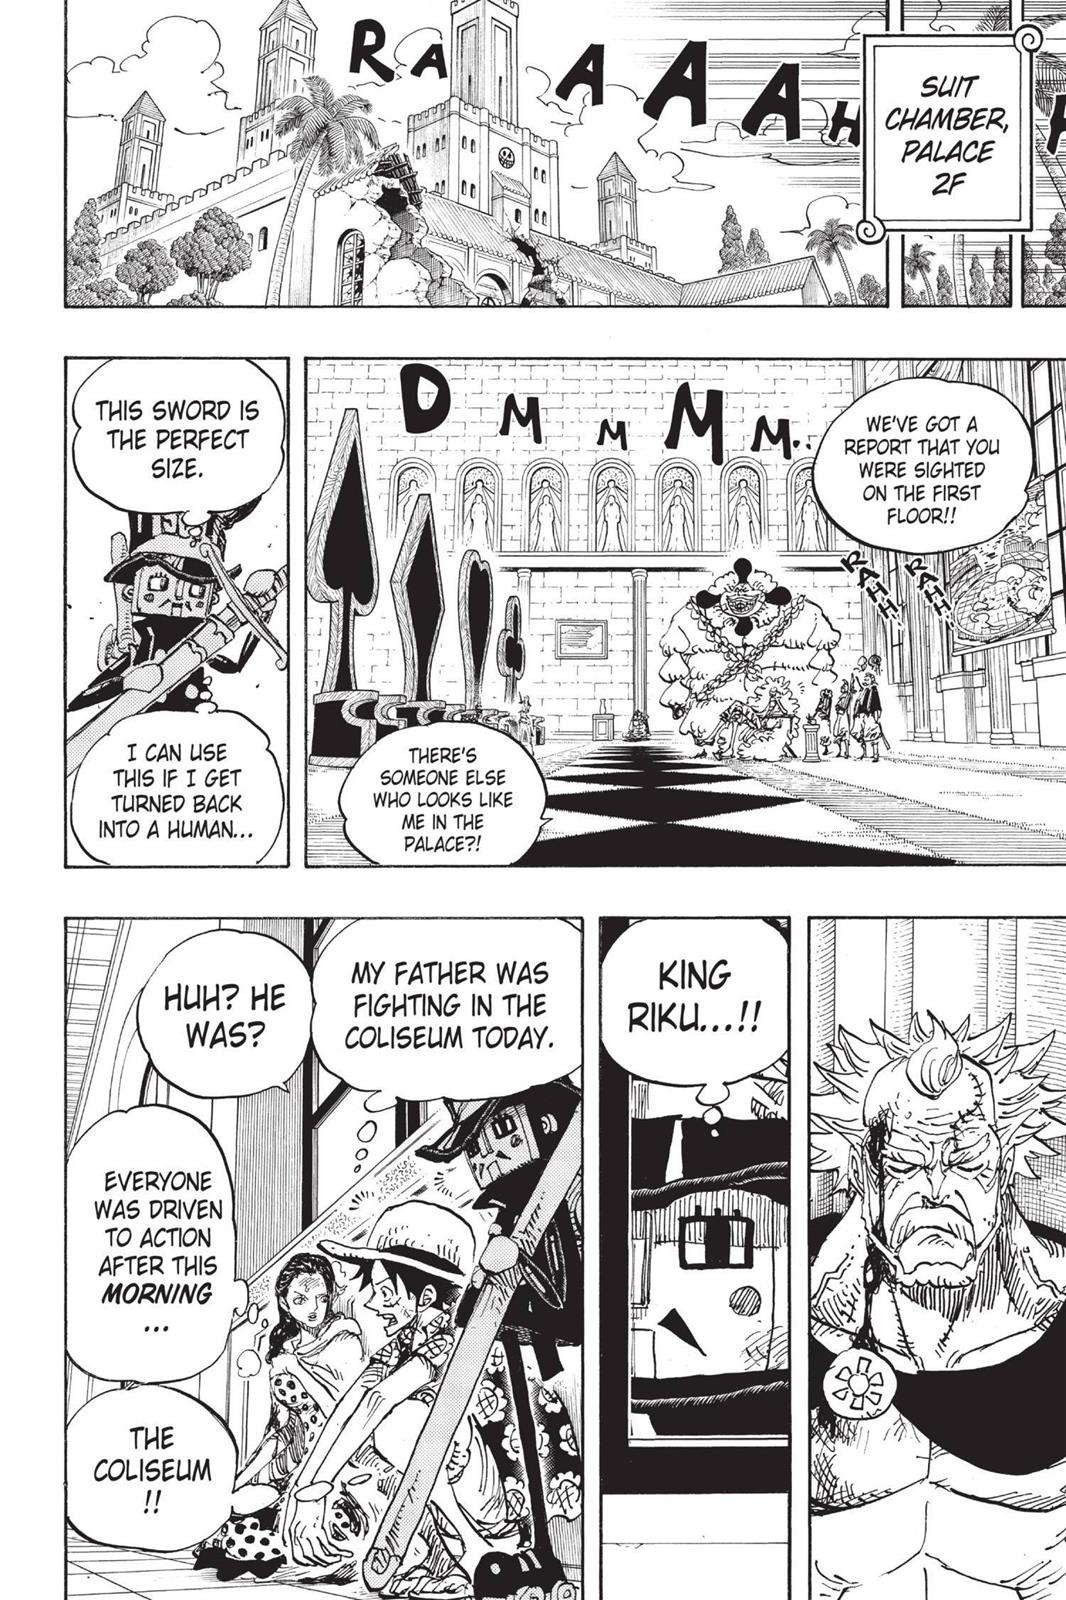 RAAAAAH
SUIT
CHAMBER,
PALACE
2F
WE'VE GOT A
REPORT THAT YOU
WERE SIGHTED
ON THE FIRST
FLOOR!!
RAHH!!
RAHH!!
DMMMM..
THERE'S
SOMEONE ELSE
WHO LOOKS LIKE
ME IN THE
PALACE?!
THIS SWORD IS
THE PERFECT
SIZE.
I CAN USE
THIS IF I GET
TURNED BACK
INTO A HUMAN...
KING
RIKU...!!
MY FATHER WAS
FIGHTING IN THE
COLISEUM TODAY.
HUH? HE
WAS?
EVERYONE
WAS DRIVEN
TO ACTION
AFTER THIS
MORNING
...
THE
COLISEUM
!!